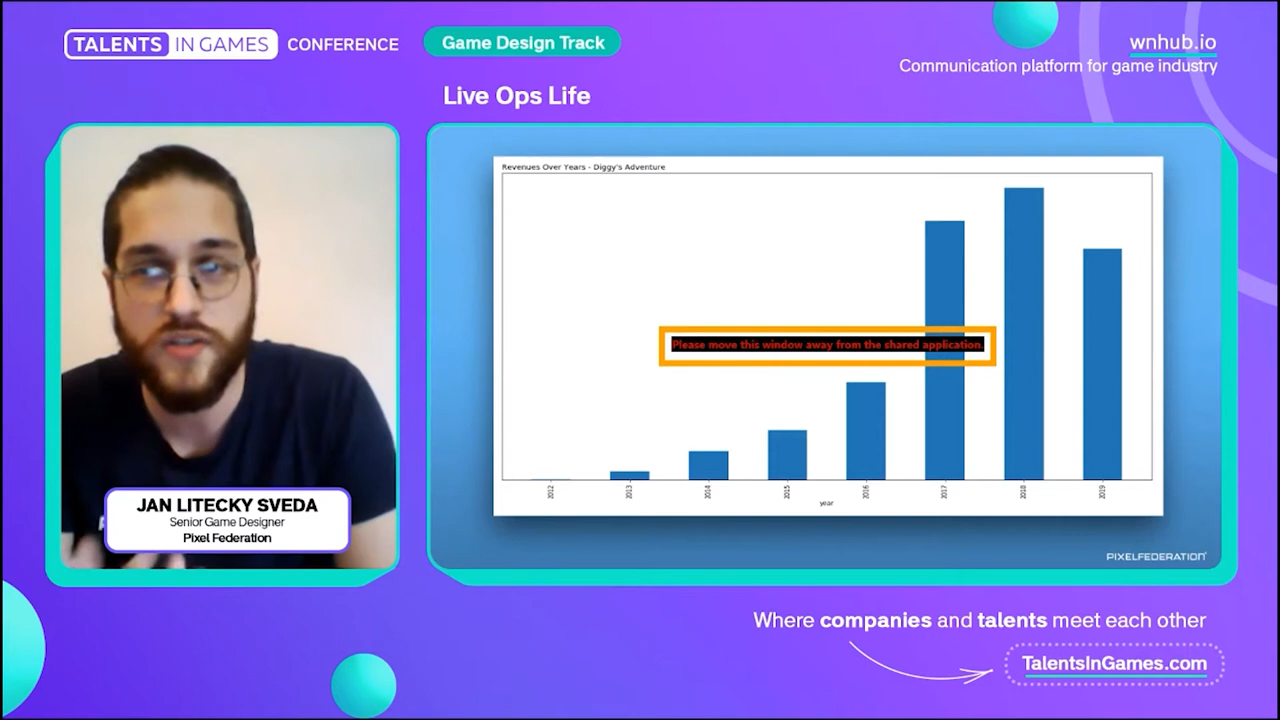 TALENTS IN GAMES CONFERENCE
Game Design Track
wnhub.io
Communication platform for game industry
Live Ops Life
Revenues Over Years - Diggy's Adventure
Please move this window away from the shared application.
2012 2013 2014 2015 2016 2017 2018 2019
year
JAN LITECKY SVEDA
Senior Game Designer
Pixel Federation
PIXELFEDERATION
Where companies and talents meet each other
TalentsInGames.com